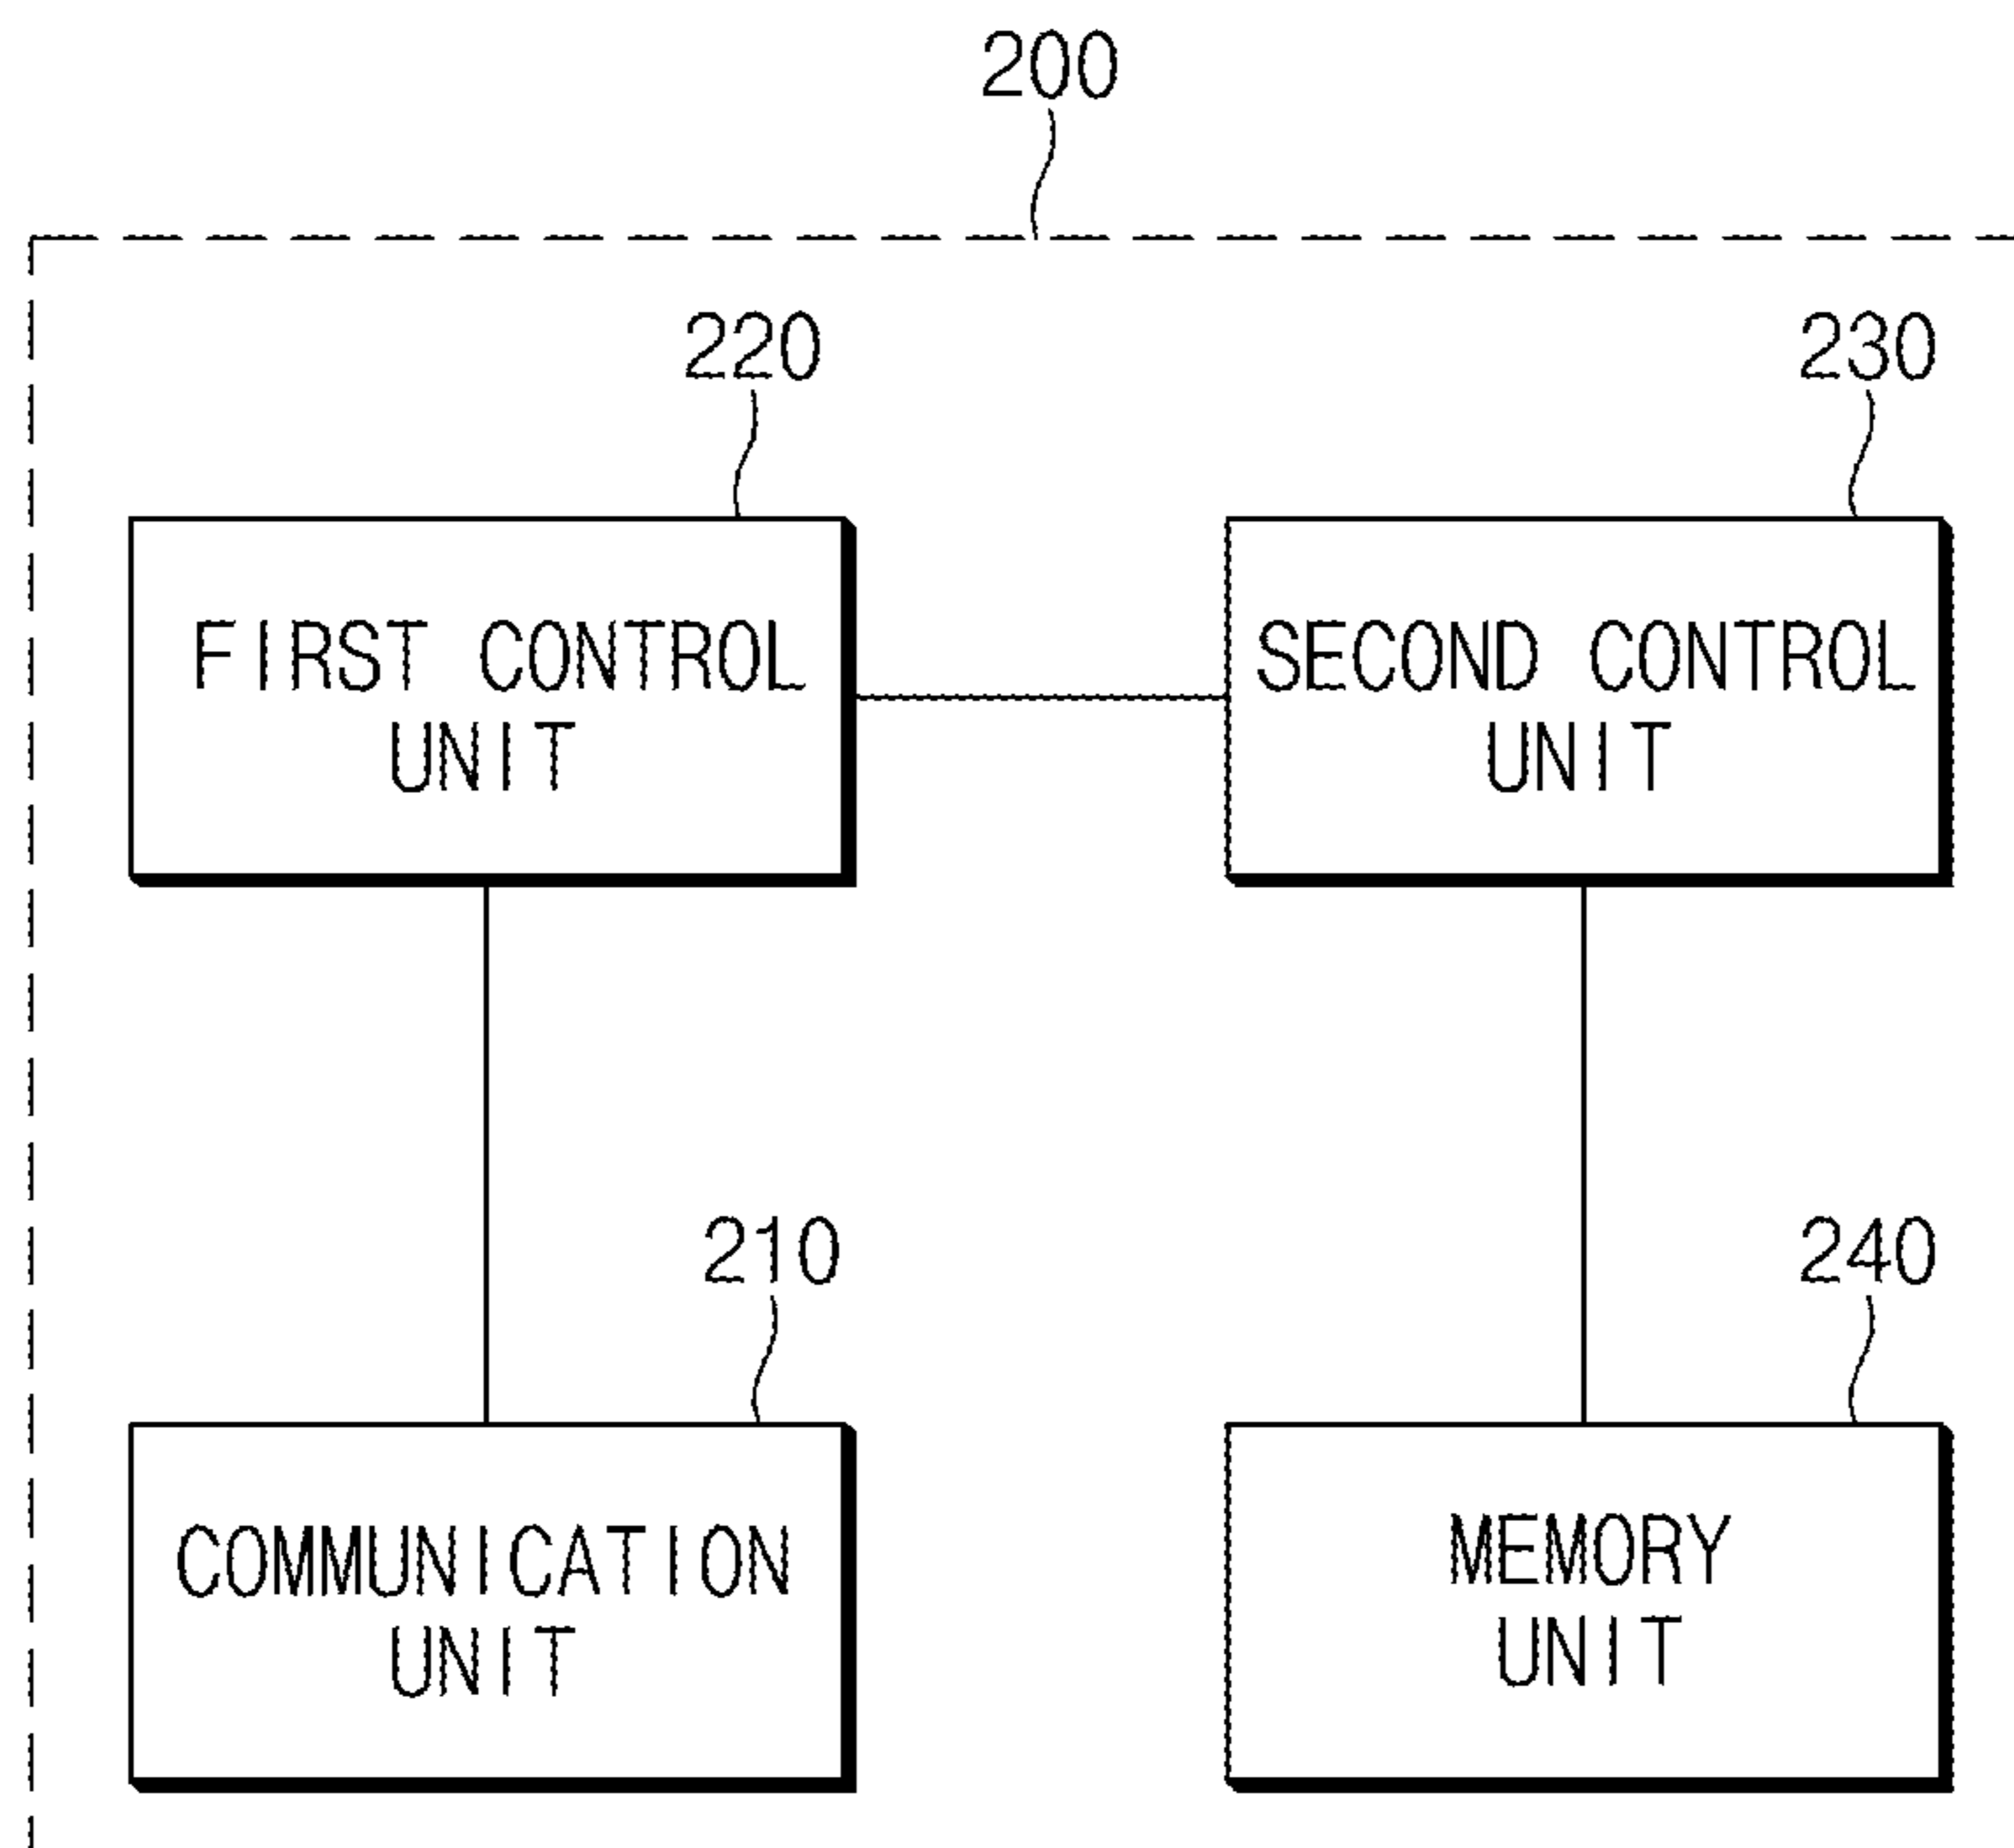 200
220
230
FIRST CONTROL
UNIT
SECOND CONTROL
UNIT
210
240
COMMUNICATION
UNIT
MEMORY
UNIT